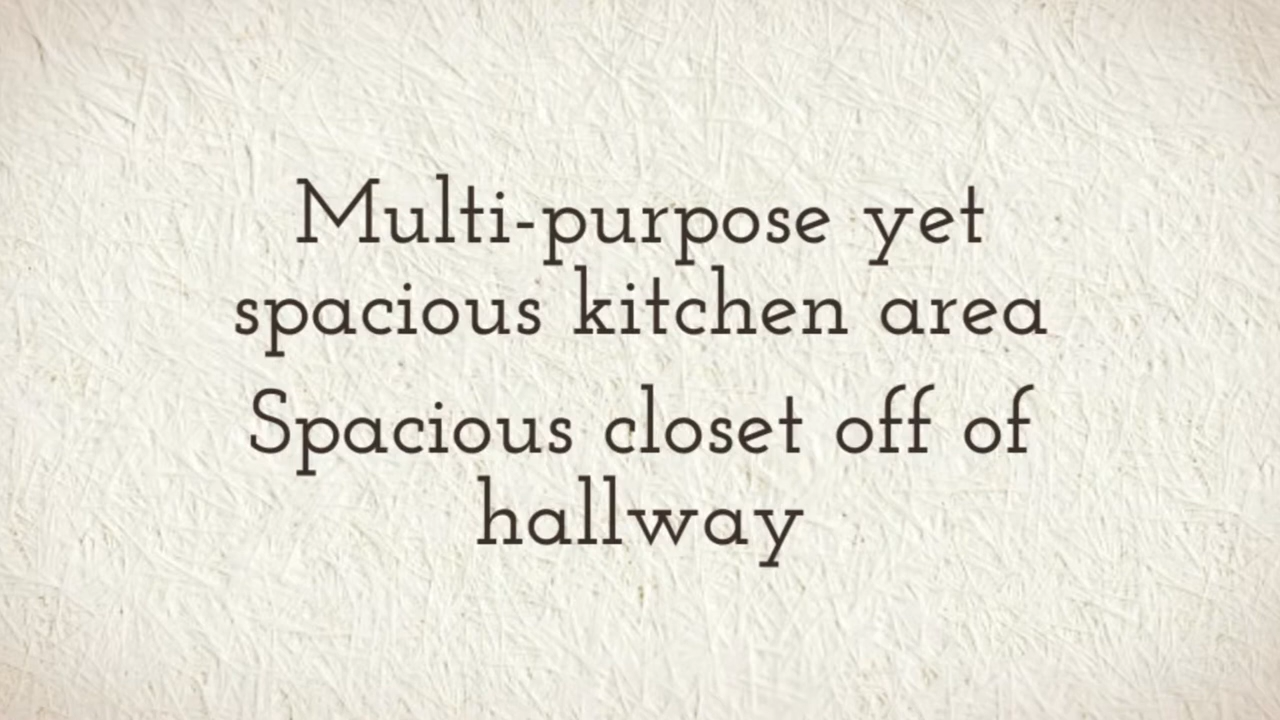 Multi-purpose yet
spacious kitchen area
Spacious closet off of
hallway